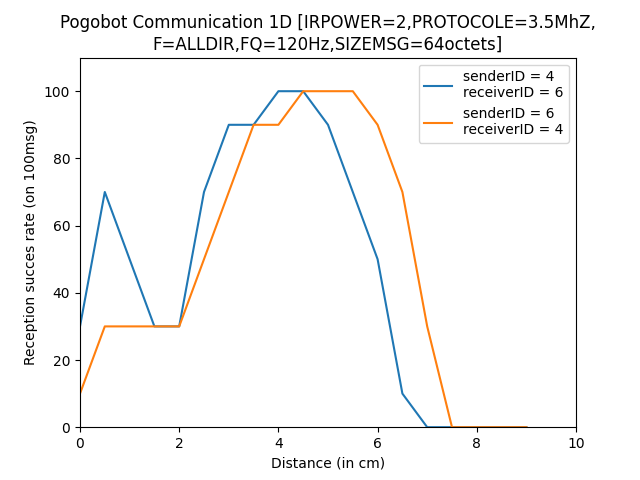 Pogobot Communication 1D [IRPOWER=2,PROTOCOLE=3.5MhZ,
F=ALLDIR,FQ=120Hz,SIZEMSG=64octets]
senderID = 4
receiverID = 6
senderID = 6
receiverID = 4
Reception succes rate (on 100msg)
100
80
60
40
20
0
0 2 4 6 8 10
Distance (in cm)